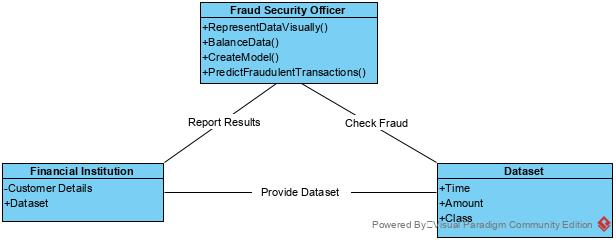 Fraud Security Officer
+RepresentDataVisually()
+BalanceData()
+CreateModel()
+PredictFraudulentTransactions()
Report Results
Check Fraud
Financial Institution
-Customer Details
+Dataset
Provide Dataset
Dataset
+Time
+Amount
+Class
Powered By Visual Paradigm Community Edition